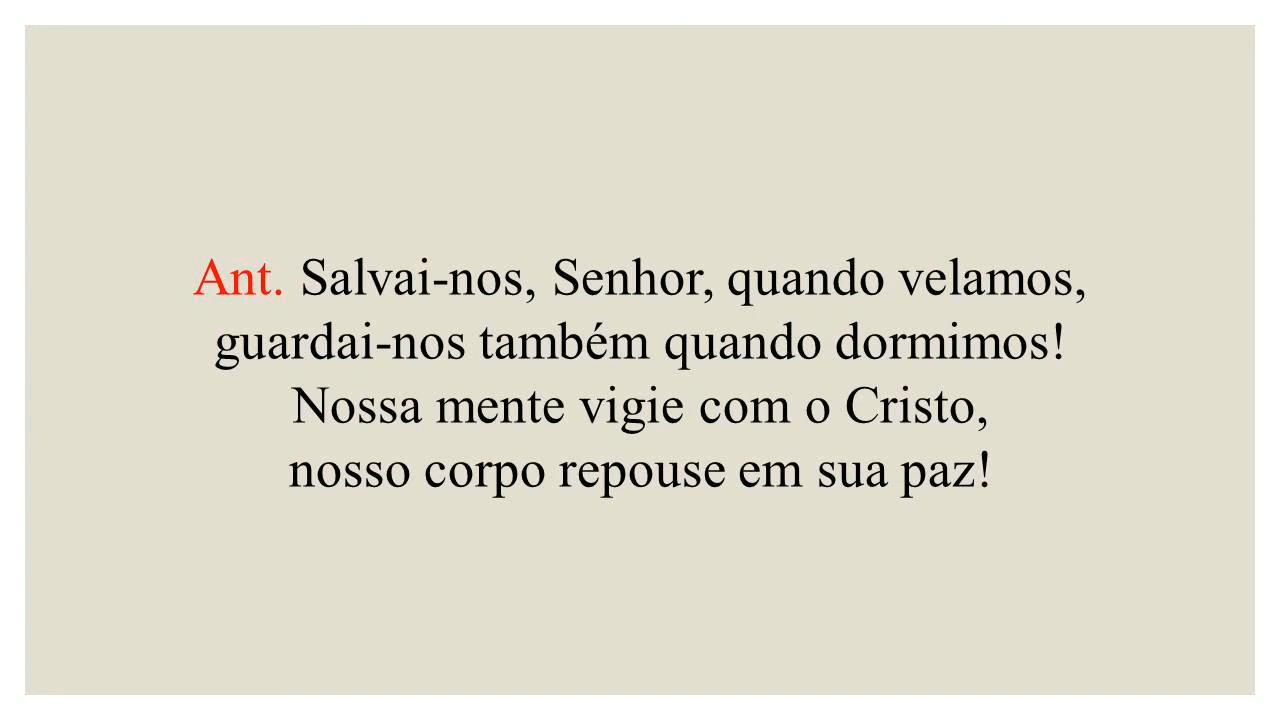 Ant. Salvai-nos, Senhor, quando velamos,
guardai-nos também quando dormimos!
Nossa mente vigie com o Cristo,
nosso corpo repouse em sua paz!